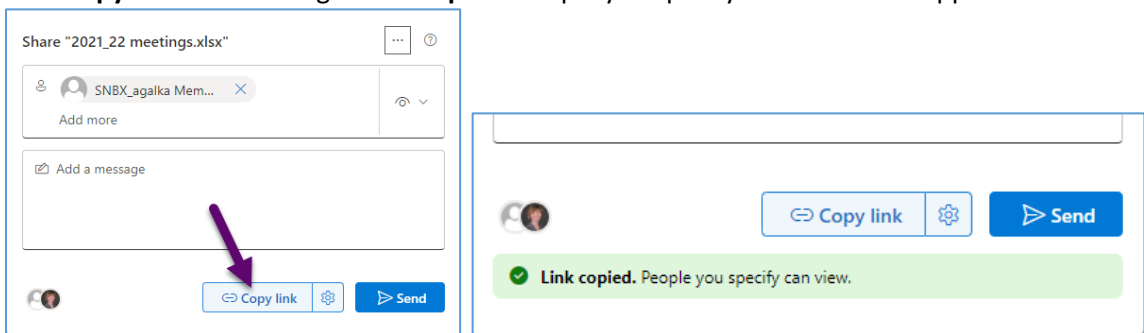 Share "2021_22 meetings.xlsx"
SNBX_agalka Mem...
Add more
Add a message
Copy link
Send
Copy link
Send
Link copied. People you specify can view.